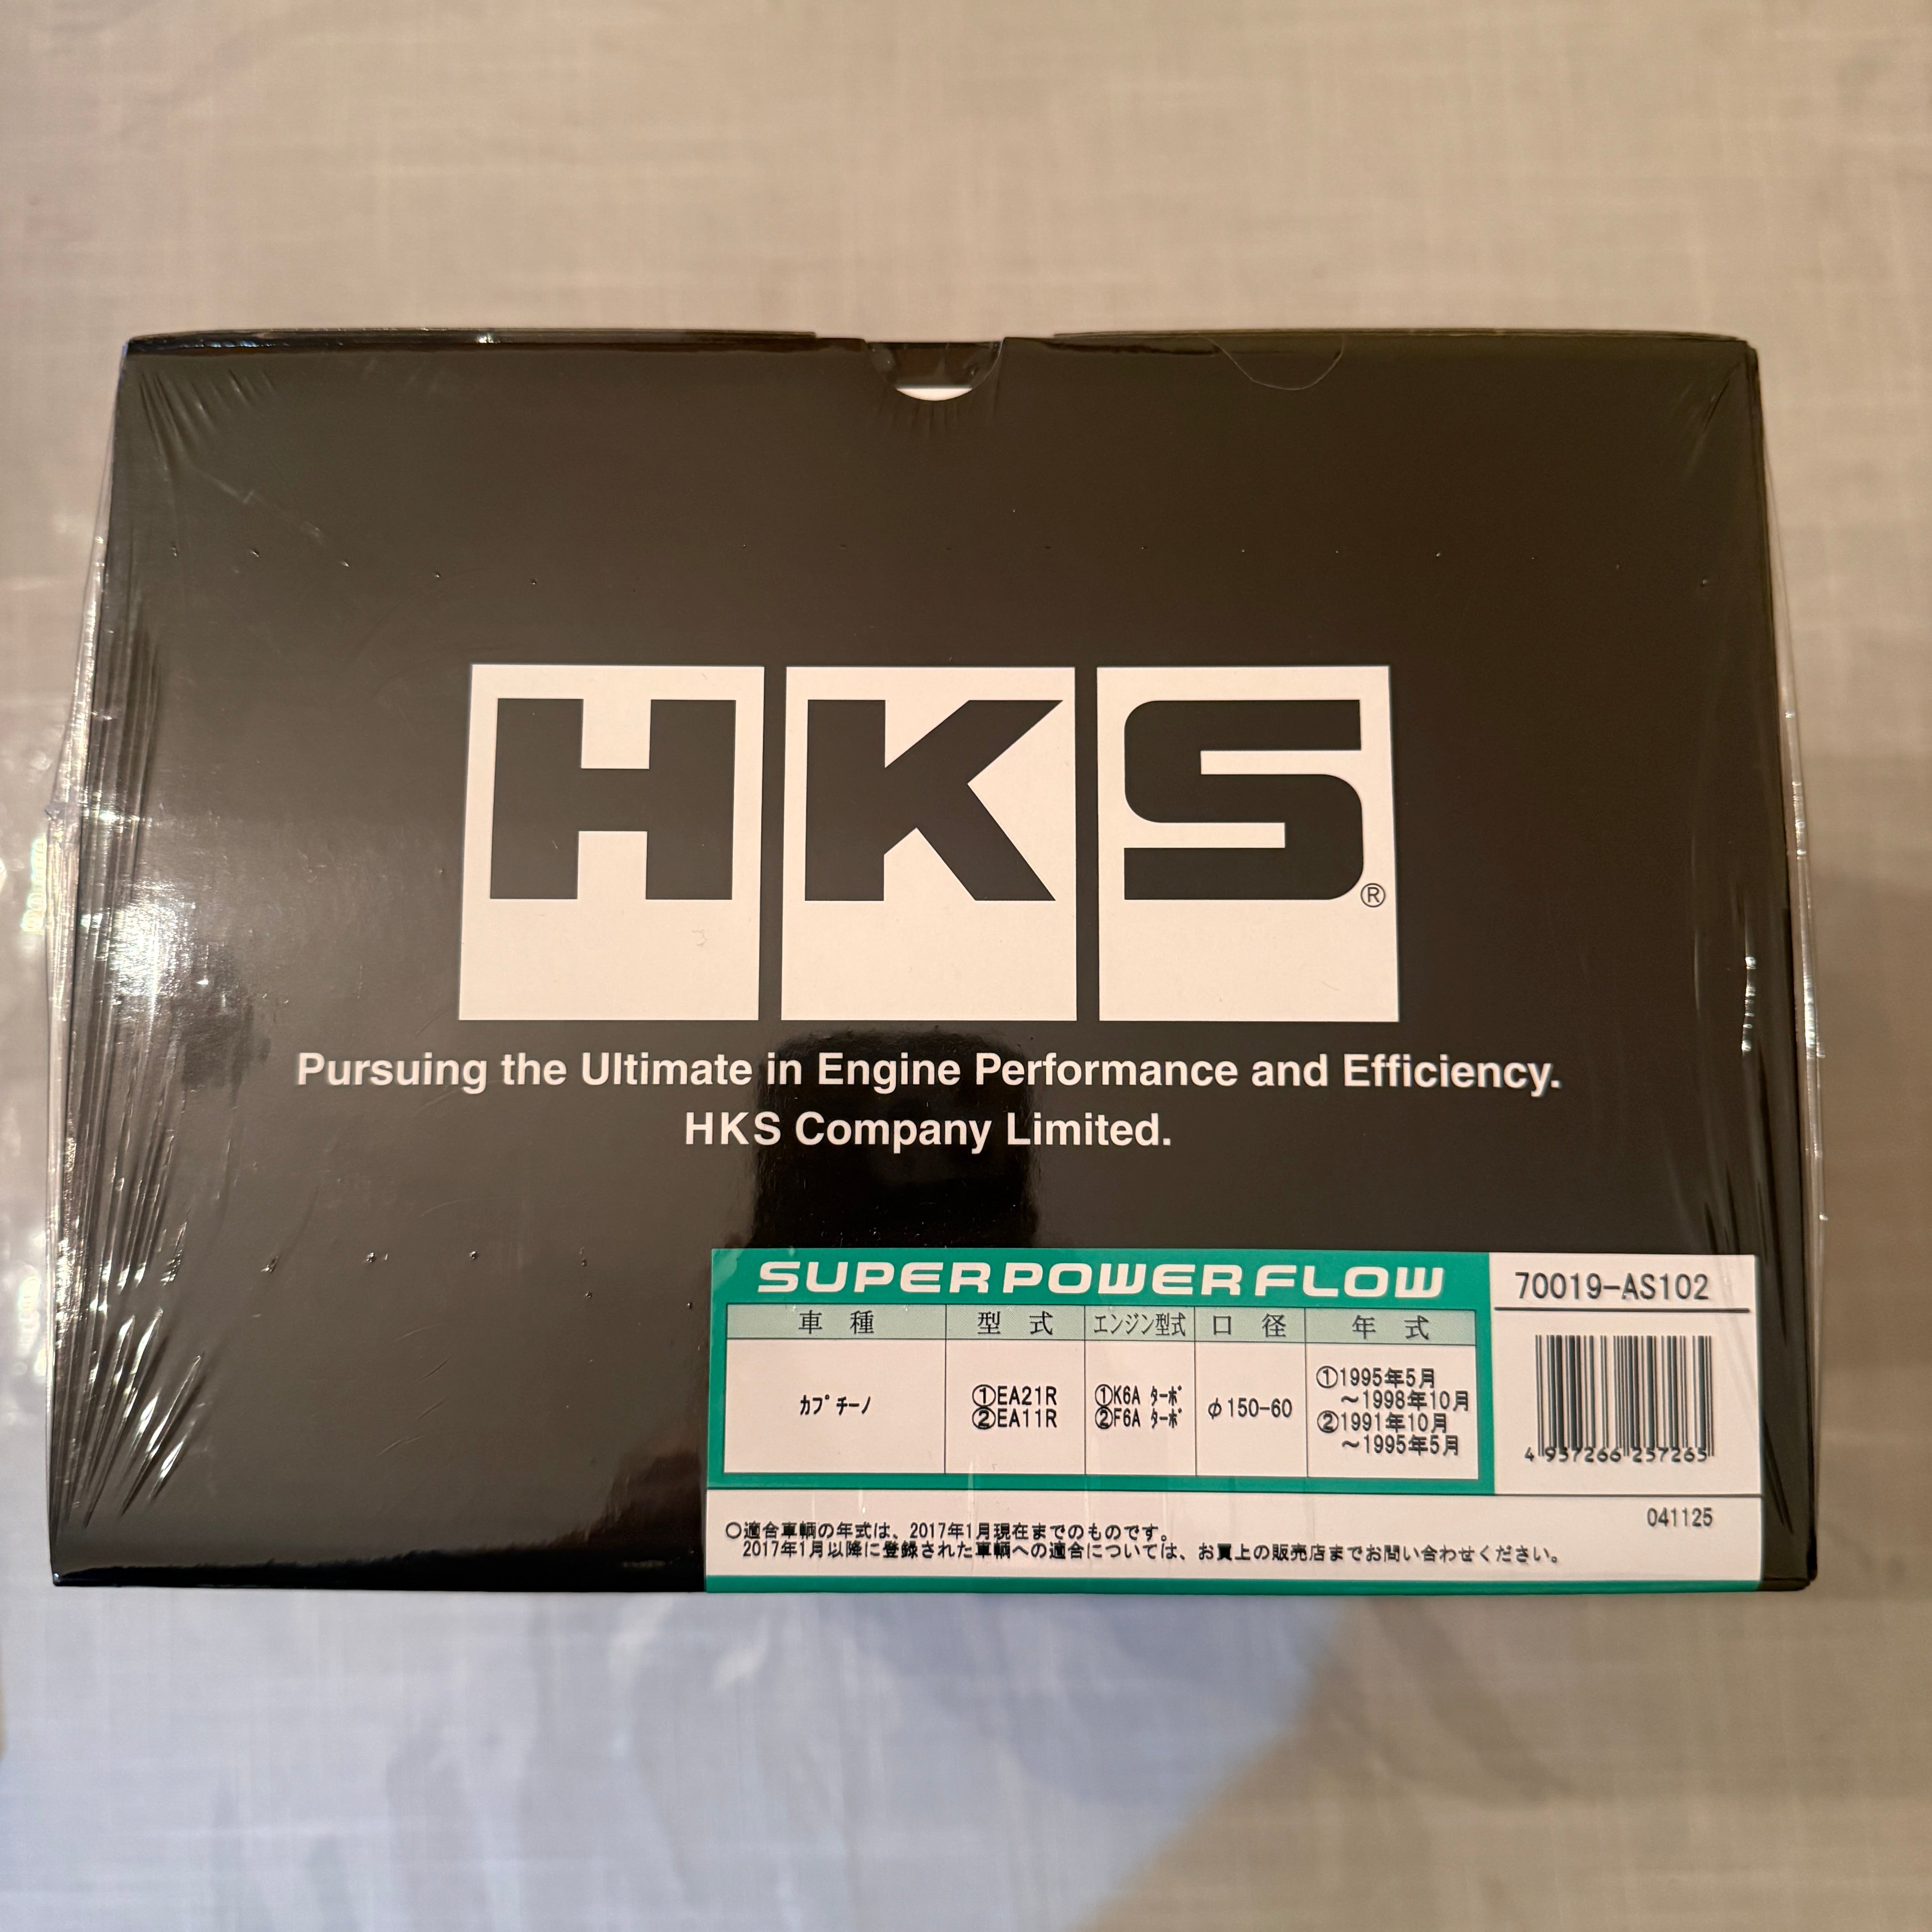 HKS®
Pursuing the Ultimate in Engine Performance and Efficiency.
HKS Company Limited.
SUPER POWER FLOW
70019-AS102
車種 型式 エンジン型式 口径 年式
カプチーノ
①EA21R
②EA11R
①K6A ターボ
②F6A ターボ
φ150-60
①1995年5月
～1998年10月
②1991年10月
～1995年5月
4 957266 257265
041125
○適合車輌の年式は、2017年1月現在までのものです。
2017年1月以降に登録された車輌への適合については、お買上の販売店までお問い合わせください。